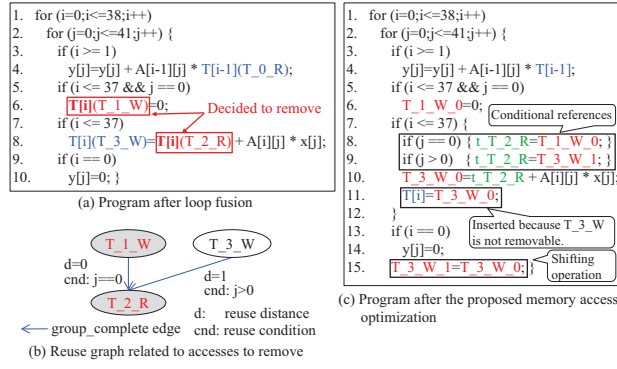 1. for (i=0;i<=38;i++)
2. for (j=0;j<=41;j++) {
3. if (i >= 1)
4. y[j]=y[j] + A[i-1][j] * T[i-1](T_0_R);
5. if (i <= 37 && j == 0)
6. T[i](T_1_W)=0;
Decided to remove
7. if (i <= 37)
8. T[i](T_3_W)=T[i](T_2_R) + A[i][j] * x[j];
9. if (i == 0)
10. y[j]=0; }
(a) Program after loop fusion
T_1_W
T_3_W
d=0
cnd: j==0
d=1
cnd: j>0
T_2_R
d: reuse distance
cnd: reuse condition
group_complete edge
(b) Reuse graph related to accesses to remove
1. for (i=0;i<=38;i++)
2. for (j=0;j<=41;j++) {
3. if (i >= 1)
4. y[j]=y[j] + A[i-1][j] * T[i-1];
5. if (i <= 37 && j == 0)
6. T_1_W_0=0;
Conditional references
7. if (i <= 37) {
8. if (j == 0) { t_T_2_R=T_1_W_0; }
9. if (j > 0) { t_T_2_R=T_3_W_1; }
10. T_3_W_0=t_T_2_R + A[i][j] * x[j];
11. T[i]=T_3_W_0;
Inserted because T_3_W
is not removable.
12. }
13. if (i == 0)
14. y[j]=0;
Shifting
operation
15. T_3_W_1=T_3_W_0; }
(c) Program after the proposed memory access
optimization